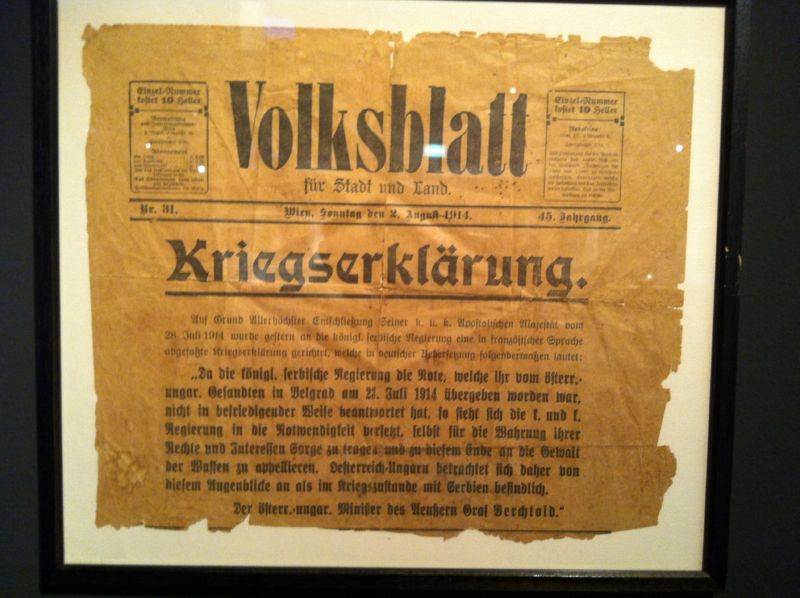 Einzel-Nummer
kostet 10 Heller
Volksblatt
für Stadt und Land.
Einzel-Nummer
kostet 10 Heller
Nr. 31.
Wien, Sonntag den 2. August 1914.
45. Jahrgang.
Kriegserklärung.
Auf Grund Allerhöchster Entschließung Seiner k. u. k. Apostolischen Majestät vom
28. Juli 1914 wurde gestern an die königl. serbische Regierung eine in französischer Sprache
abgefaßte Kriegserklärung gerichtet, welche in deutscher Uebersetzung folgendermaßen lautet:
„Da die königl. serbische Regierung die Note, welche ihr vom österr.-
ungar. Gesandten in Belgrad am 23. Juli 1914 übergeben worden war,
nicht in befriedigender Weise beantwortet hat, so sieht sich die k. und k.
Regierung in die Notwendigkeit versetzt, selbst für die Wahrung ihrer
Rechte und Interessen Sorge zu tragen und zu diesem Ende an die Gewalt
der Waffen zu appellieren. Oesterreich-Ungarn betrachtet sich daher von
diesem Augenblicke an als im Kriegszustande mit Serbien befindlich.
Der österr.-ungar. Minister des Aeußern Graf Berchtold."